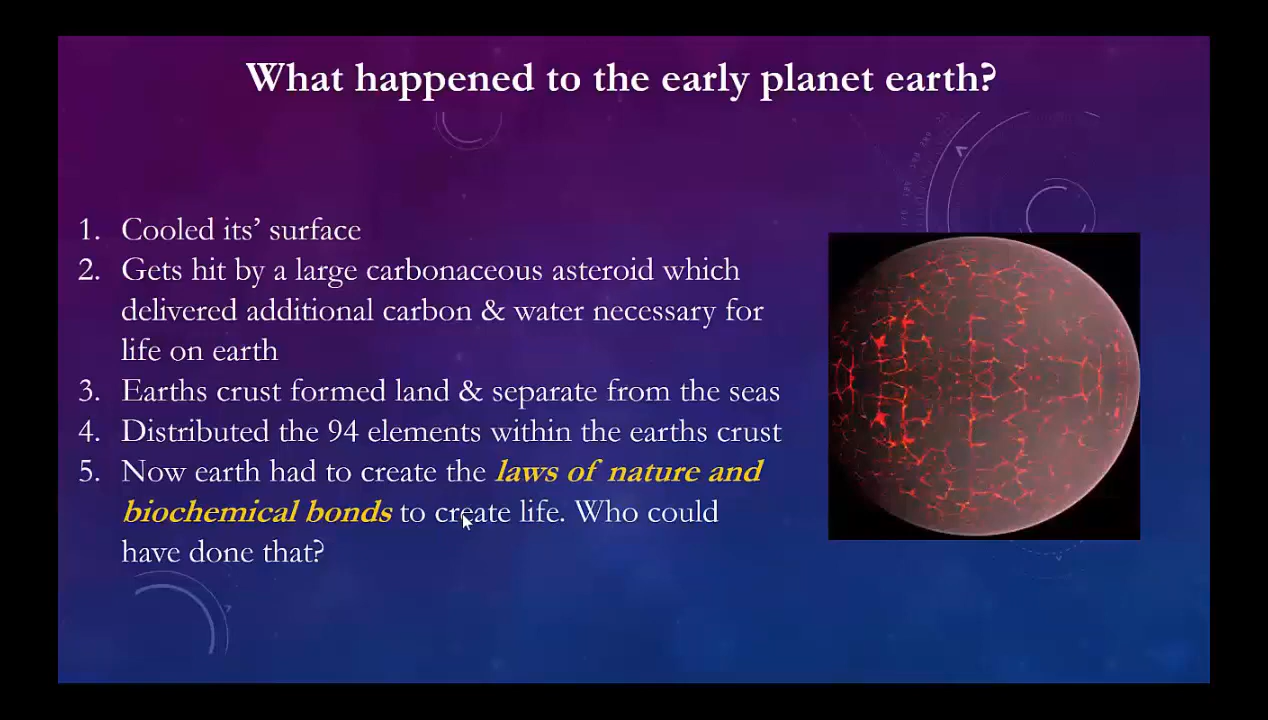 What happened to the early planet earth?
1. Cooled its’ surface
2. Gets hit by a large carbonaceous asteroid which
delivered additional carbon & water necessary for
life on earth
3. Earths crust formed land & separate from the seas
4. Distributed the 94 elements within the earths crust
5. Now earth had to create the laws of nature and
biochemical bonds to create life. Who could
have done that?